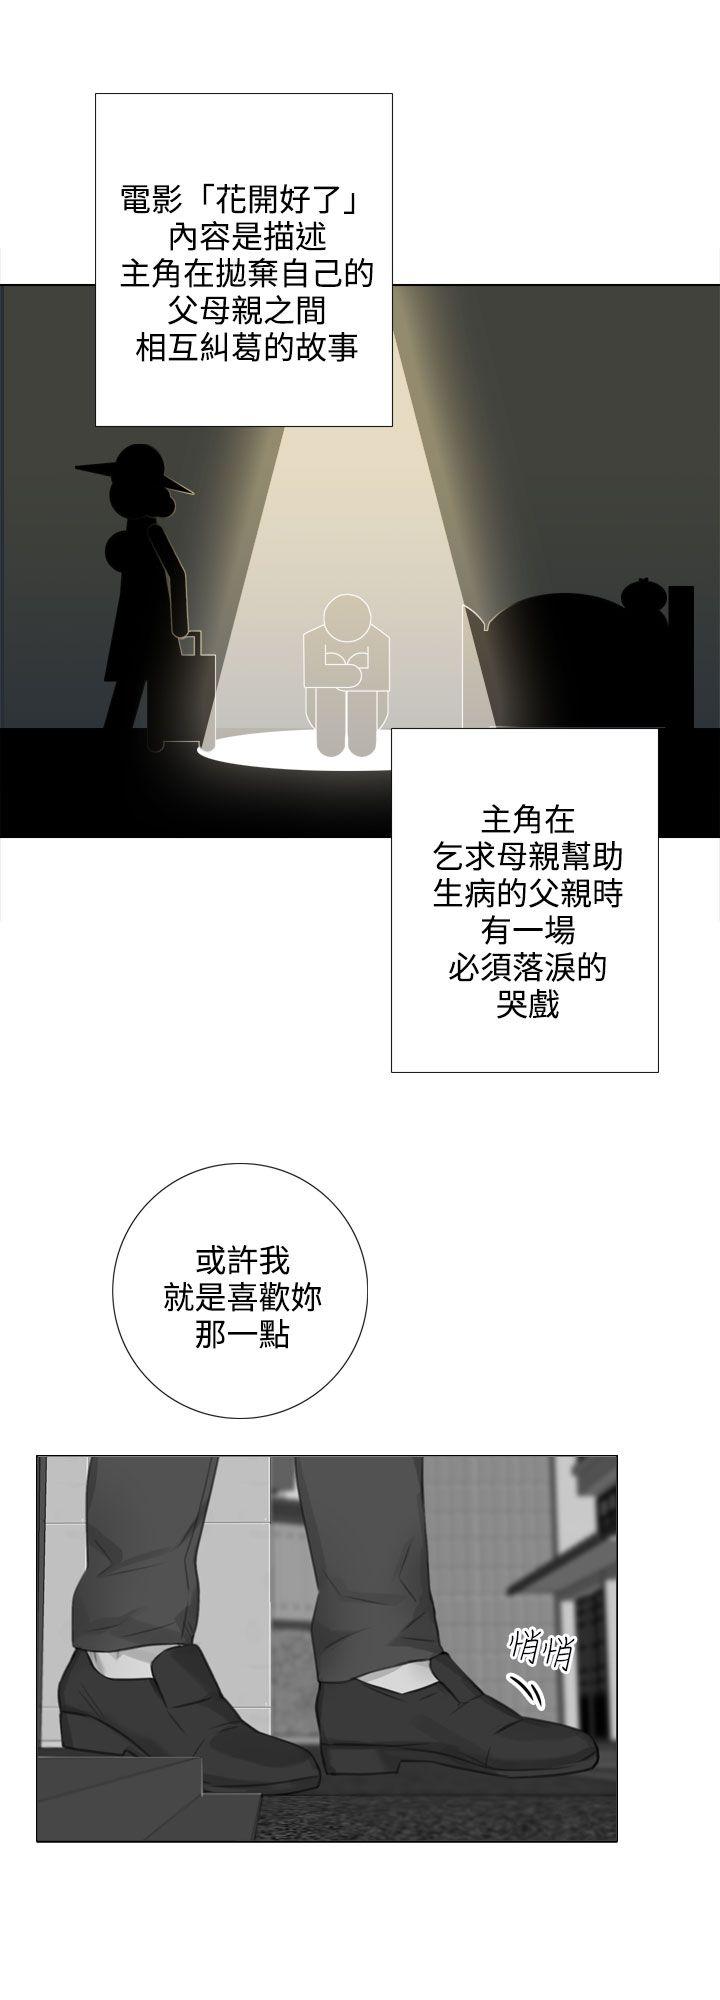 電影「花開好了」
內容是描述
主角在拋棄自己的
父母親之間
相互糾葛的故事
主角在
乞求母親幫助
生病的父親時
有一場
必須落淚的
哭戲
或許我
就是喜歡妳
那一點
悄悄